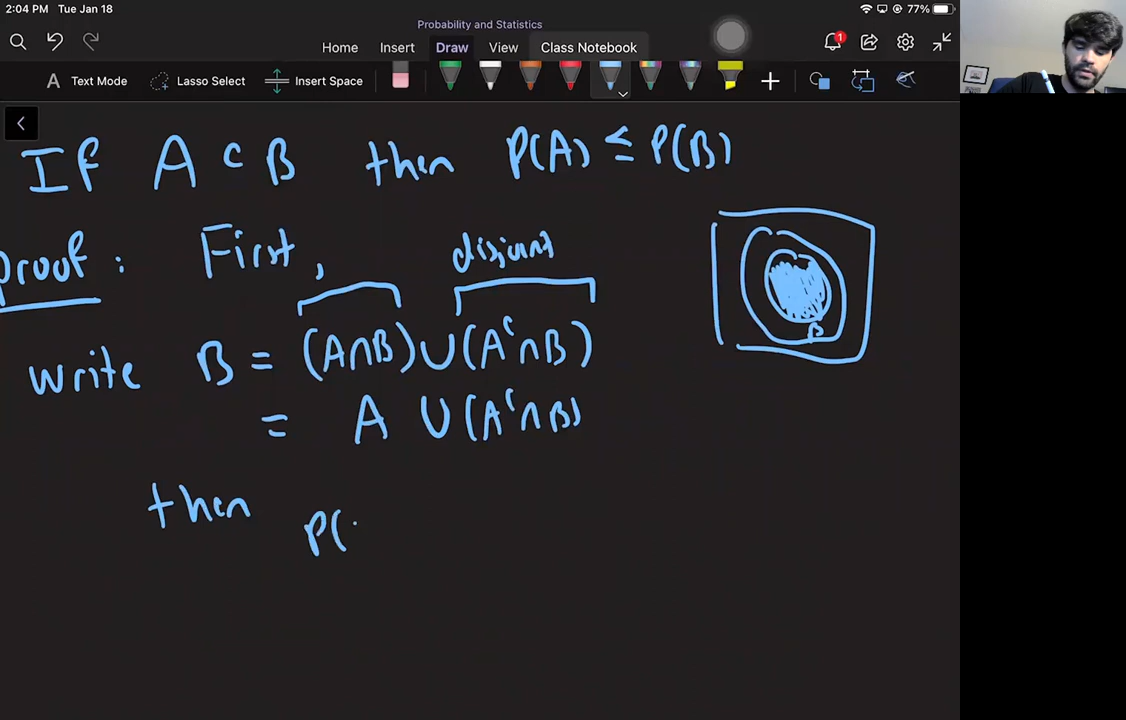 2:04 PM Tue Jan 18
77%
Probability and Statistics
Home Insert Draw View Class Notebook
1
Text Mode Lasso Select Insert Space
If A ⊂ B then P(A) ≤ P(B)
proof: First, disjoint
write B = (A∩B) ∪ (Aᶜ∩B)
= A ∪ (Aᶜ∩B)
B
then P(